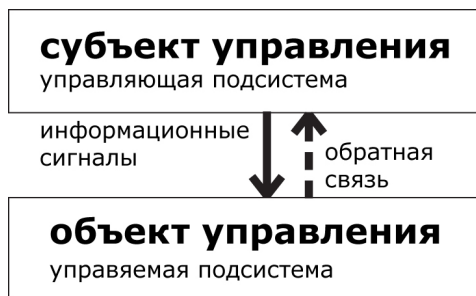 субъект управления
управляющая подсистема
информационные
сигналы
обратная
связь
объект управления
управяемая подсистема